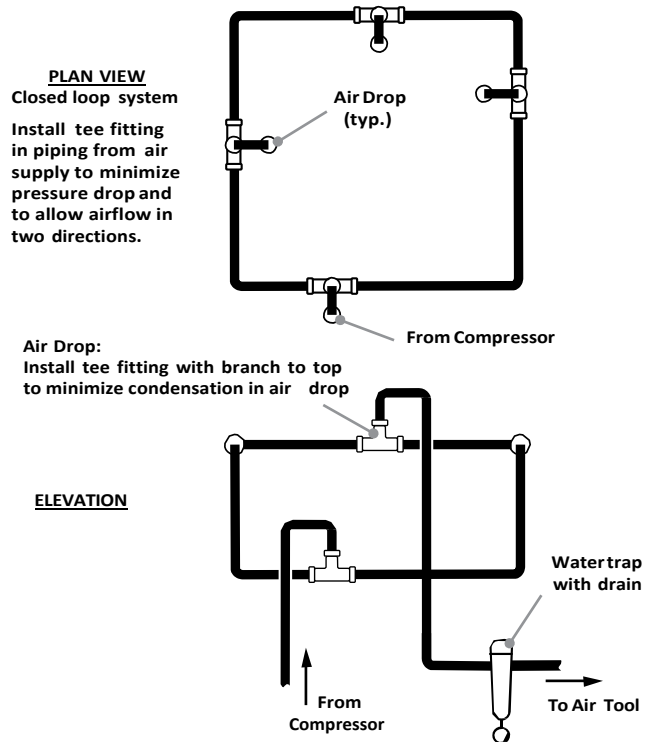 PLAN VIEW
Closed loop system
Install tee fitting
in piping from air
supply to minimize
pressure drop and
to allow airflow in
two directions.
Air Drop
(typ.)
From Compressor
Air Drop:
Install tee fitting with branch to top
to minimize condensation in air drop
ELEVATION
Water trap
with drain
From
Compressor
To Air Tool